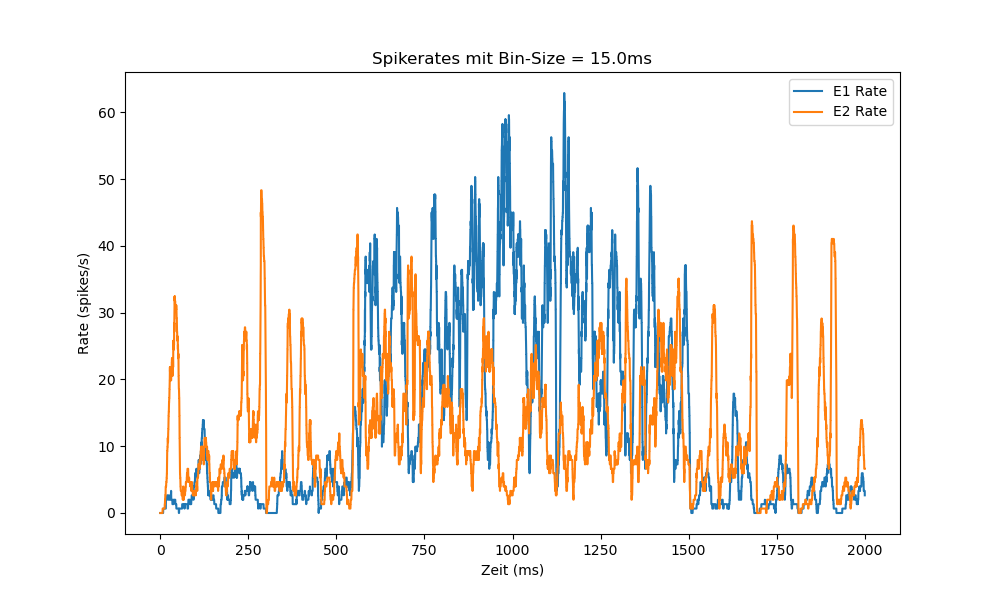 Spikerates mit Bin-Size = 15.0ms
E1 Rate
E2 Rate
Rate (spikes/s)
60
50
40
30
20
10
0
0 250 500 750 1000 1250 1500 1750 2000
Zeit (ms)